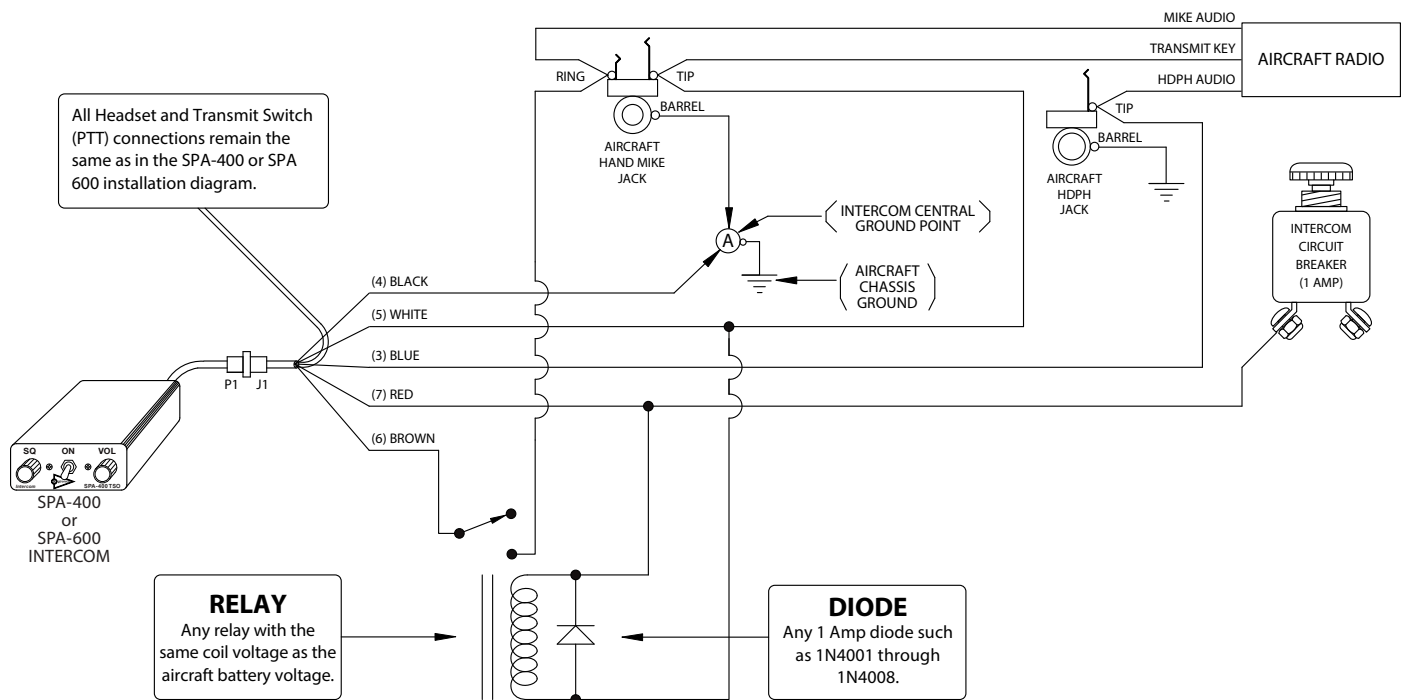 MIKE AUDIO
TRANSMIT KEY
HDPH AUDIO
AIRCRAFT RADIO
RING
TIP
BARREL
AIRCRAFT
HAND MIKE
JACK
TIP
BARREL
AIRCRAFT
HDPH
JACK
All Headset and Transmit Switch
(PTT) connections remain the
same as in the SPA-400 or SPA
600 installation diagram.
INTERCOM
CIRCUIT
BREAKER
(1 AMP)
A
(INTERCOM CENTRAL
GROUND POINT)
(AIRCRAFT
CHASSIS
GROUND)
(4) BLACK
(5) WHITE
(3) BLUE
(7) RED
(6) BROWN
P1 J1
SQ ON VOL
Intercom SPA-400 TSO
SPA-400
or
SPA-600
INTERCOM
RELAY
Any relay with the
same coil voltage as the
aircraft battery voltage.
DIODE
Any 1 Amp diode such
as 1N4001 through
1N4008.